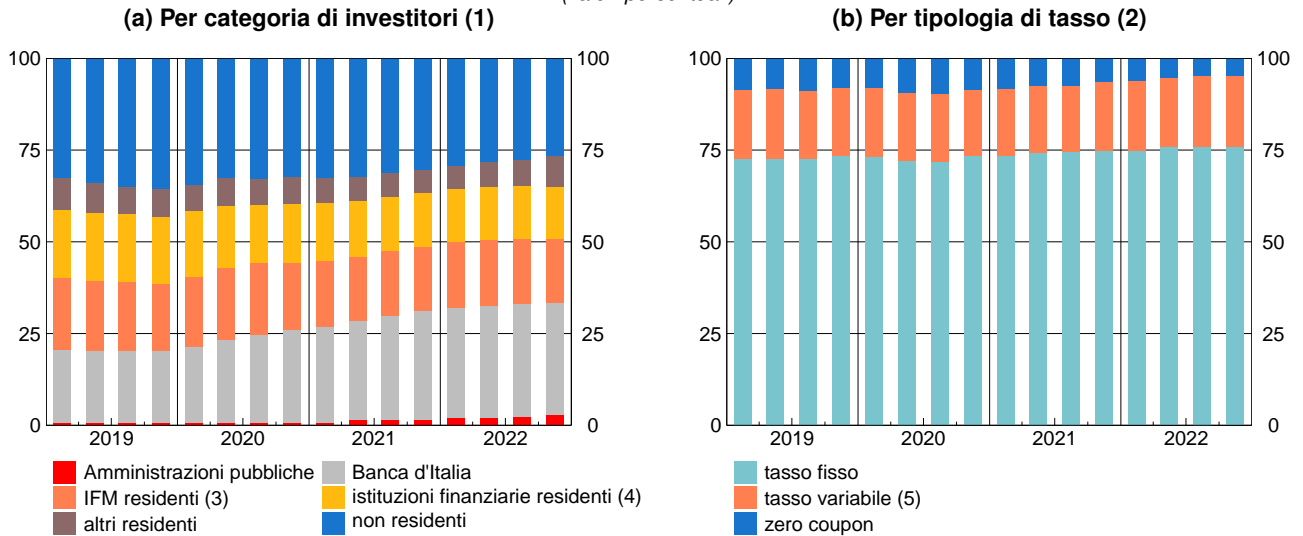 (a) Per categoria di investitori (1)
(b) Per tipologia di tasso (2)
100
75
50
25
0
100
75
50
25
0
2019 2020 2021 2022
100
75
50
25
0
100
75
50
25
0
2019 2020 2021 2022
Amministrazioni pubbliche
Banca d'Italia
IFM residenti (3)
istituzioni finanziarie residenti (4)
altri residenti
non residenti
tasso fisso
tasso variabile (5)
zero coupon